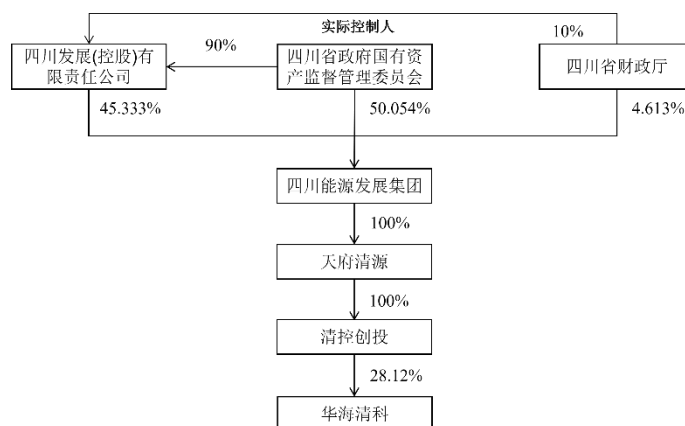 实际控制人
90%
10%
四川发展(控股)有
限责任公司
四川省政府国有资
产监督管理委员会
四川省财政厅
45.333%
50.054%
4.613%
四川能源发展集团
100%
天府清源
100%
清控创投
28.12%
华海清科